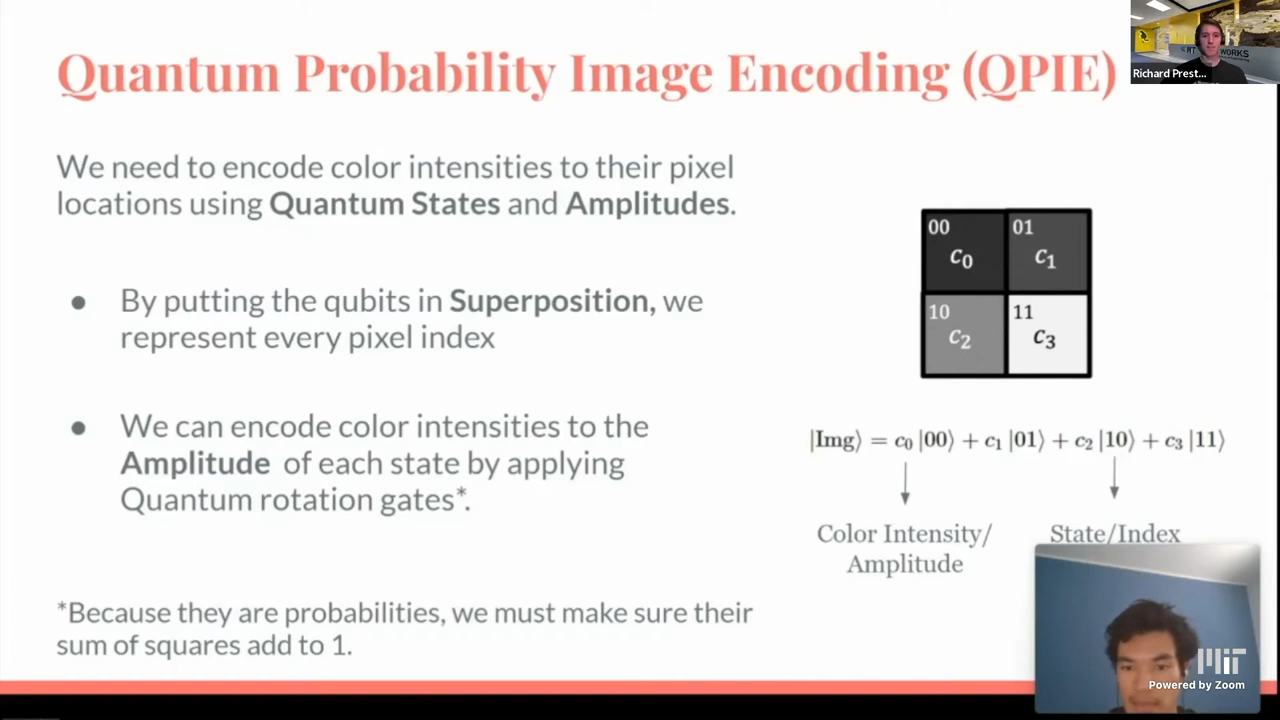 Quantum Probability Image Encoding (QPIE)
We need to encode color intensities to their pixel
locations using Quantum States and Amplitudes.
● By putting the qubits in Superposition, we
represent every pixel index
● We can encode color intensities to the
Amplitude of each state by applying
Quantum rotation gates*.
*Because they are probabilities, we must make sure their
sum of squares add to 1.
00 01
c₀ c₁
10 11
c₂ c₃
|Img⟩ = c₀ |00⟩ + c₁ |01⟩ + c₂ |10⟩ + c₃ |11⟩
Color Intensity/
Amplitude
State/Index
Richard Prest...
MIT
Powered by Zoom